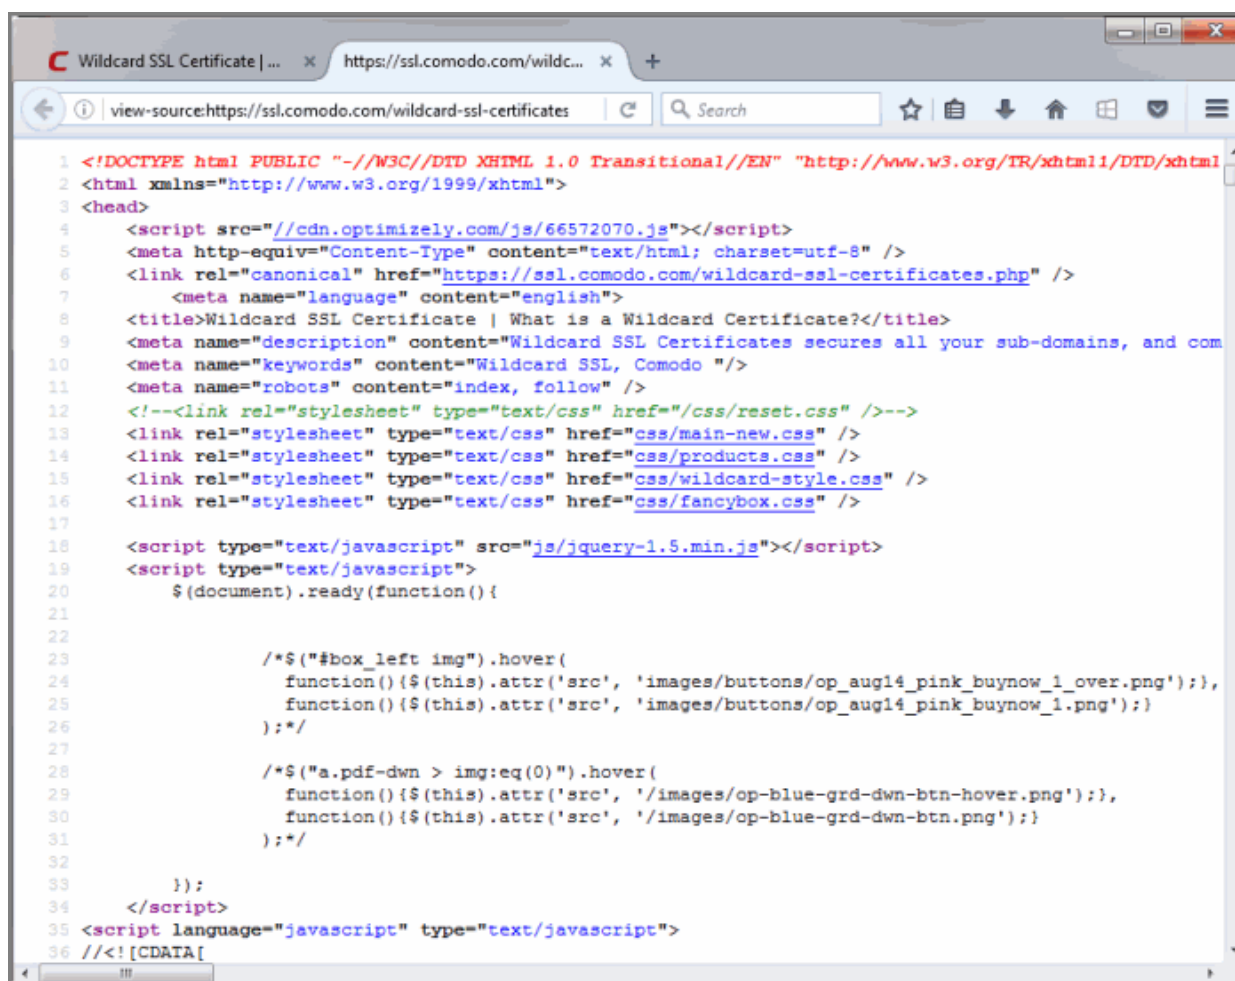 Wildcard SSL Certificate | ...
https://ssl.comodo.com/wildc...
view-source:https://ssl.comodo.com/wildcard-ssl-certificates
Search
1 <!DOCTYPE html PUBLIC "-//W3C//DTD XHTML 1.0 Transitional//EN" "http://www.w3.org/TR/xhtml1/DTD/xhtml
2 <html xmlns="http://www.w3.org/1999/xhtml">
3 <head>
4 <script src="//cdn.optimizely.com/js/66572070.js"></script>
5 <meta http-equiv="Content-Type" content="text/html; charset=utf-8" />
6 <link rel="canonical" href="https://ssl.comodo.com/wildcard-ssl-certificates.php" />
7 <meta name="language" content="english">
8 <title>Wildcard SSL Certificate | What is a Wildcard Certificate?</title>
9 <meta name="description" content="Wildcard SSL Certificates secures all your sub-domains, and com
10 <meta name="keywords" content="Wildcard SSL, Comodo "/>
11 <meta name="robots" content="index, follow" />
12 <!--<link rel="stylesheet" type="text/css" href="/css/reset.css" />-->
13 <link rel="stylesheet" type="text/css" href="css/main-new.css" />
14 <link rel="stylesheet" type="text/css" href="css/products.css" />
15 <link rel="stylesheet" type="text/css" href="css/wildcard-style.css" />
16 <link rel="stylesheet" type="text/css" href="css/fancybox.css" />
17
18 <script type="text/javascript" src="js/jquery-1.5.min.js"></script>
19 <script type="text/javascript">
20 $(document).ready(function(){
21
22
23 /*$("#box_left img").hover(
24 function(){$(this).attr('src', 'images/buttons/op_aug14_pink_buynow_1_over.png');},
25 function(){$(this).attr('src', 'images/buttons/op_aug14_pink_buynow_1.png');}
26 );*/
27
28 /*$("a.pdf-dwn > img:eq(0)").hover(
29 function(){$(this).attr('src', '/images/op-blue-grd-dwn-btn-hover.png');},
30 function(){$(this).attr('src', '/images/op-blue-grd-dwn-btn.png');}
31 );*/
32
33 });
34 </script>
35 <script language="javascript" type="text/javascript">
36 //<![CDATA[